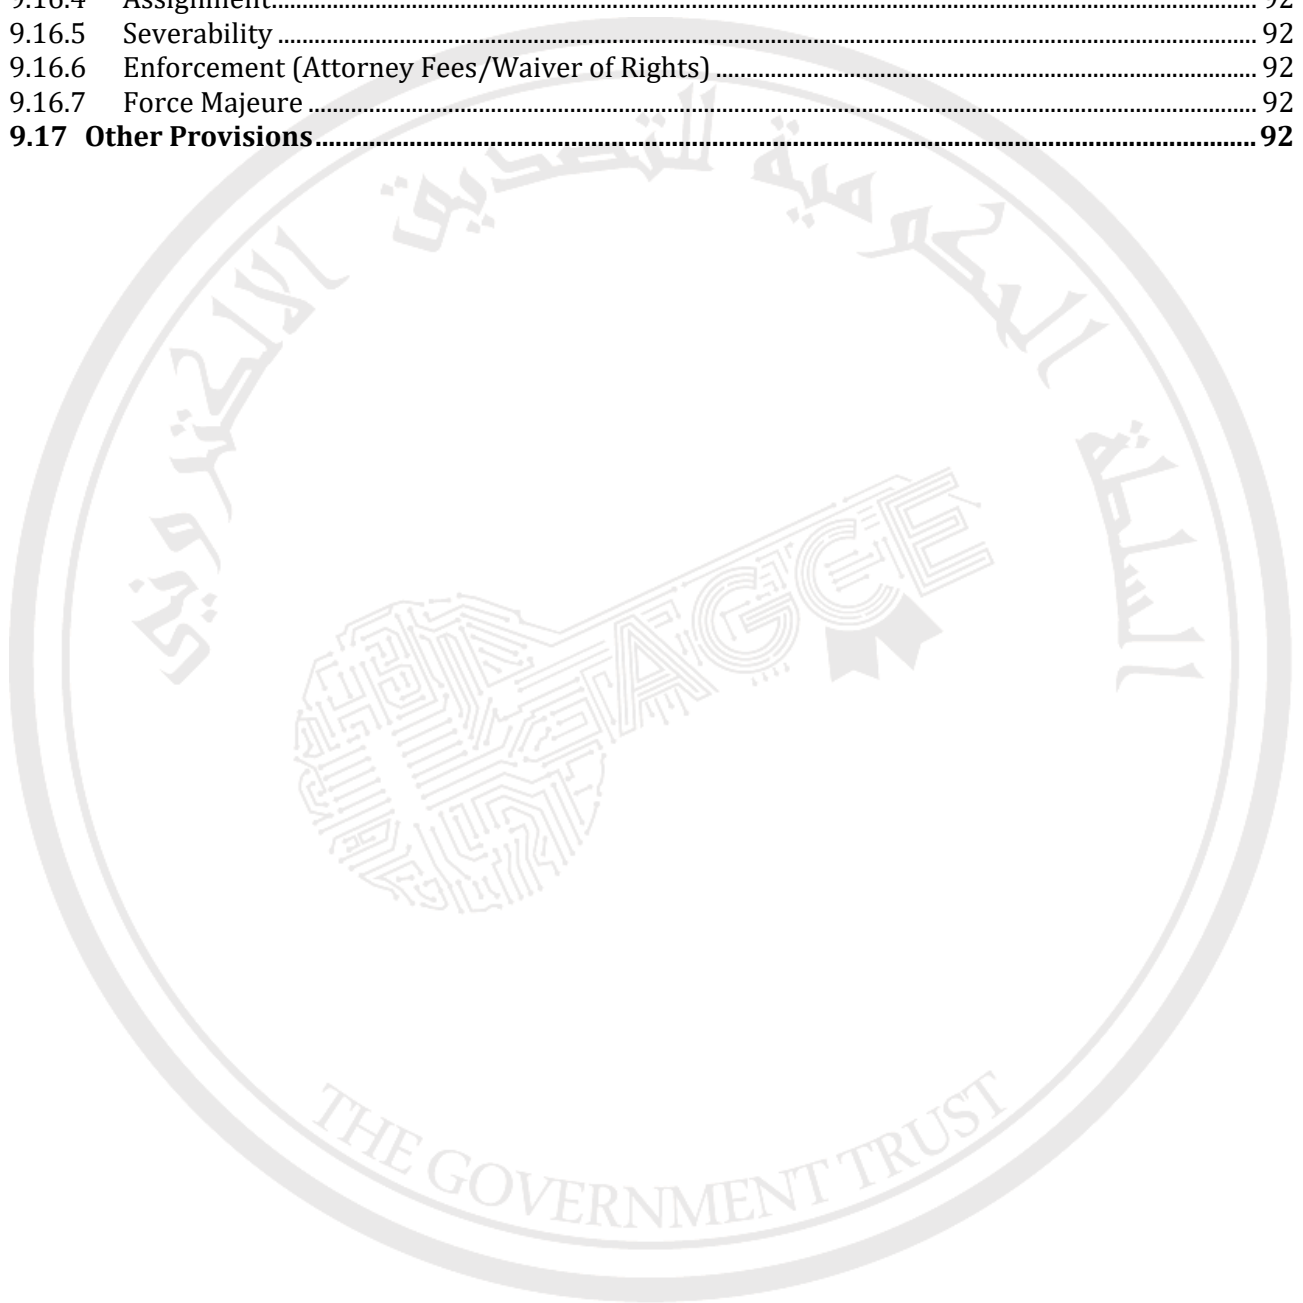 9.16.4 Assignment 92
9.16.5 Severability 92
9.16.6 Enforcement (Attorney Fees/Waiver of Rights) 92
9.16.7 Force Majeure 92
9.17 Other Provisions 92
السلطة الحكومية للتصديق الالكتروني
AGCE
THE GOVERNMENT TRUST